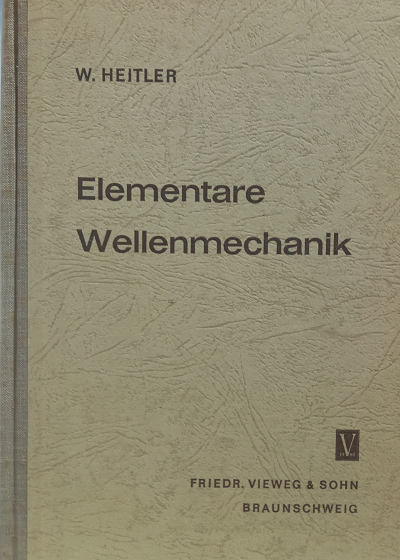 W. HEITLER
Elementare
Wellenmechanik
V
FRIEDR. VIEWEG & SOHN
BRAUNSCHWEIG